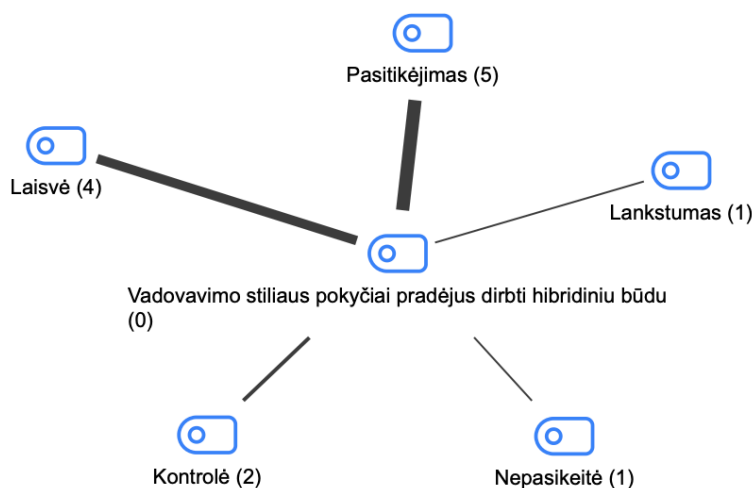 Pasitikėjimas (5)
Laisvė (4)
Lankstumas (1)
Vadovavimo stiliaus pokyčiai pradėjus dirbti hibridiniu būdu
(0)
Kontrolė (2)
Nepasikeitė (1)